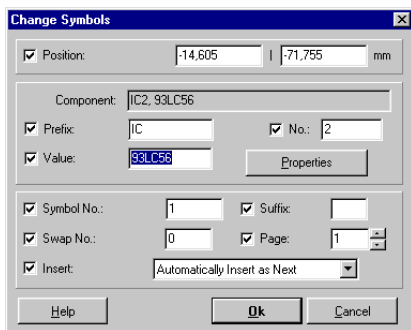 Change Symbols
Position: -14,605 | -71,755 mm
Component: IC2, 93LC56
Prefix: IC No.: 2
Value: 93LC56 Properties
Symbol No.: 1 Suffix:
Swap No.: 0 Page: 1
Insert: Automatically Insert as Next
Help Ok Cancel